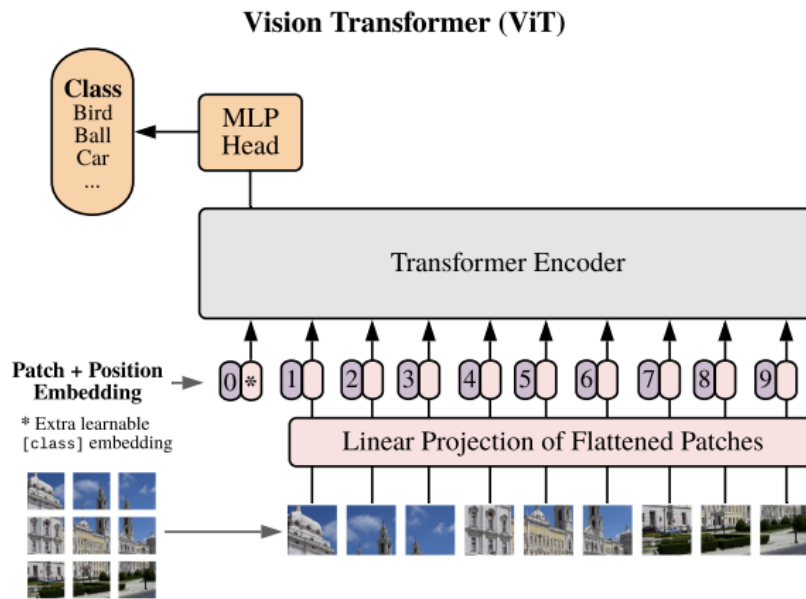 Vision Transformer (ViT)
Class
Bird
Ball
Car
...
MLP
Head
Transformer Encoder
Patch + Position
Embedding
0 * 1 2 3 4 5 6 7 8 9
* Extra learnable
[class] embedding
Linear Projection of Flattened Patches